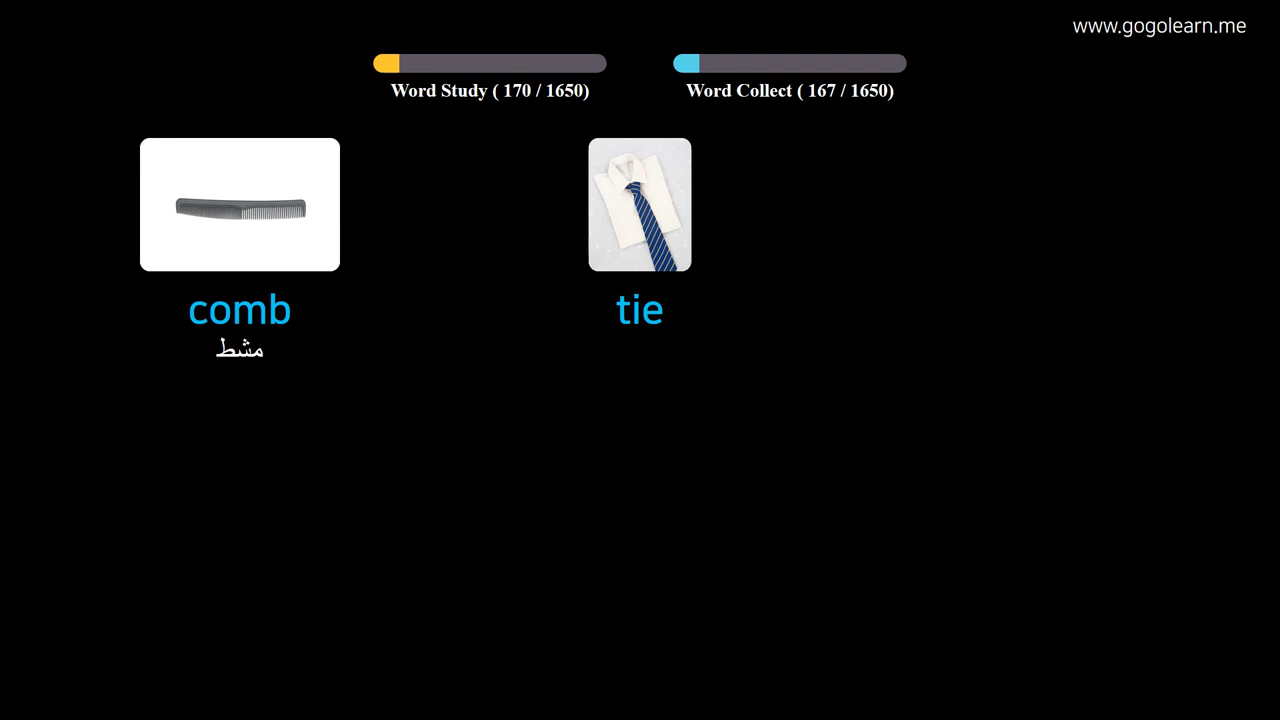 www.gogolearn.me
Word Study ( 170 / 1650)
Word Collect ( 167 / 1650)
comb
مشط
tie